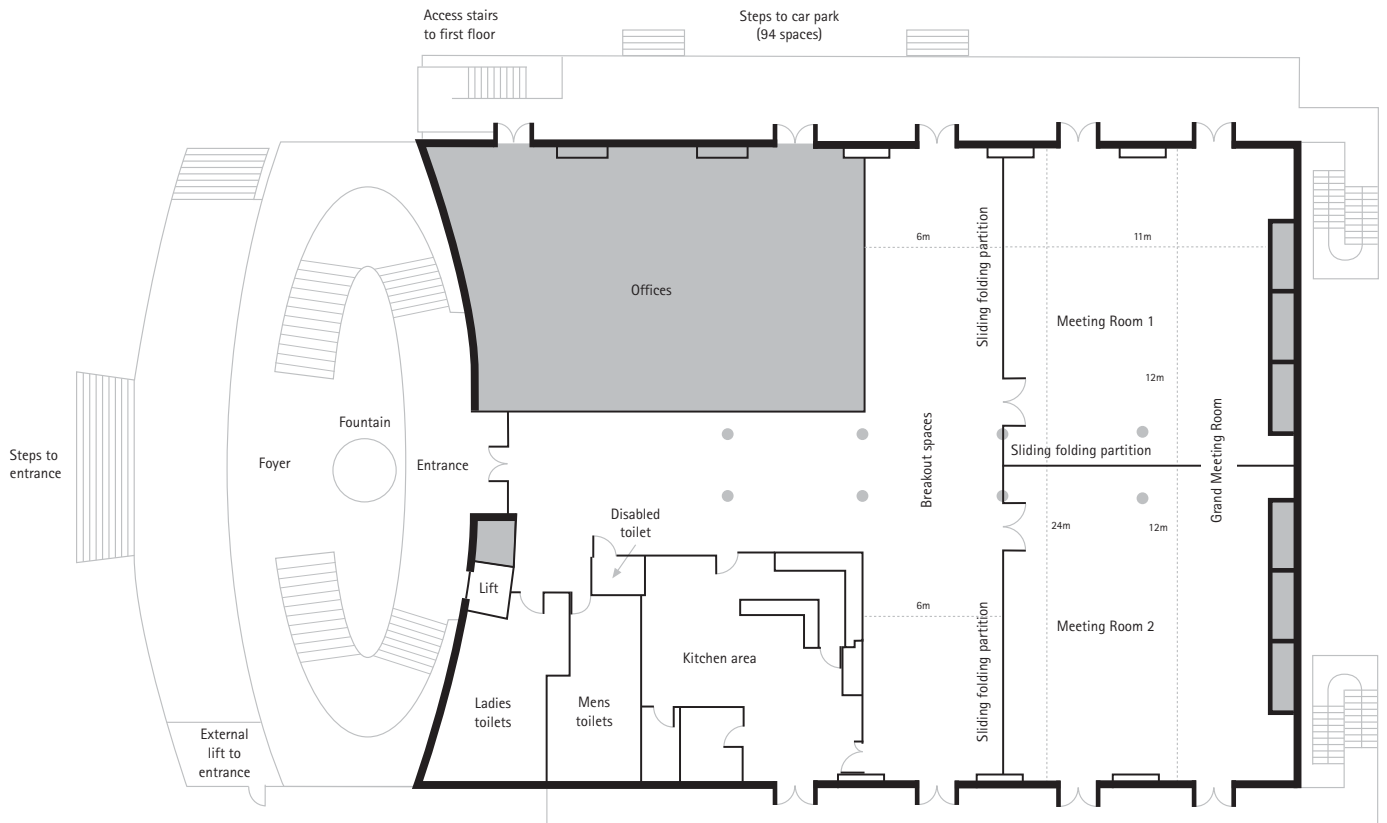 Access stairs
to first floor
Steps to car park
(94 spaces)
6m
11m
Sliding folding partition
Offices
Meeting Room 1
12m
Fountain
Foyer
Entrance
Steps to
entrance
Breakout spaces
Sliding folding partition
Grand Meeting Room
Disabled
toilet
24m
12m
Lift
6m
Sliding folding partition
Meeting Room 2
Kitchen area
Ladies
toilets
Mens
toilets
External
lift to
entrance